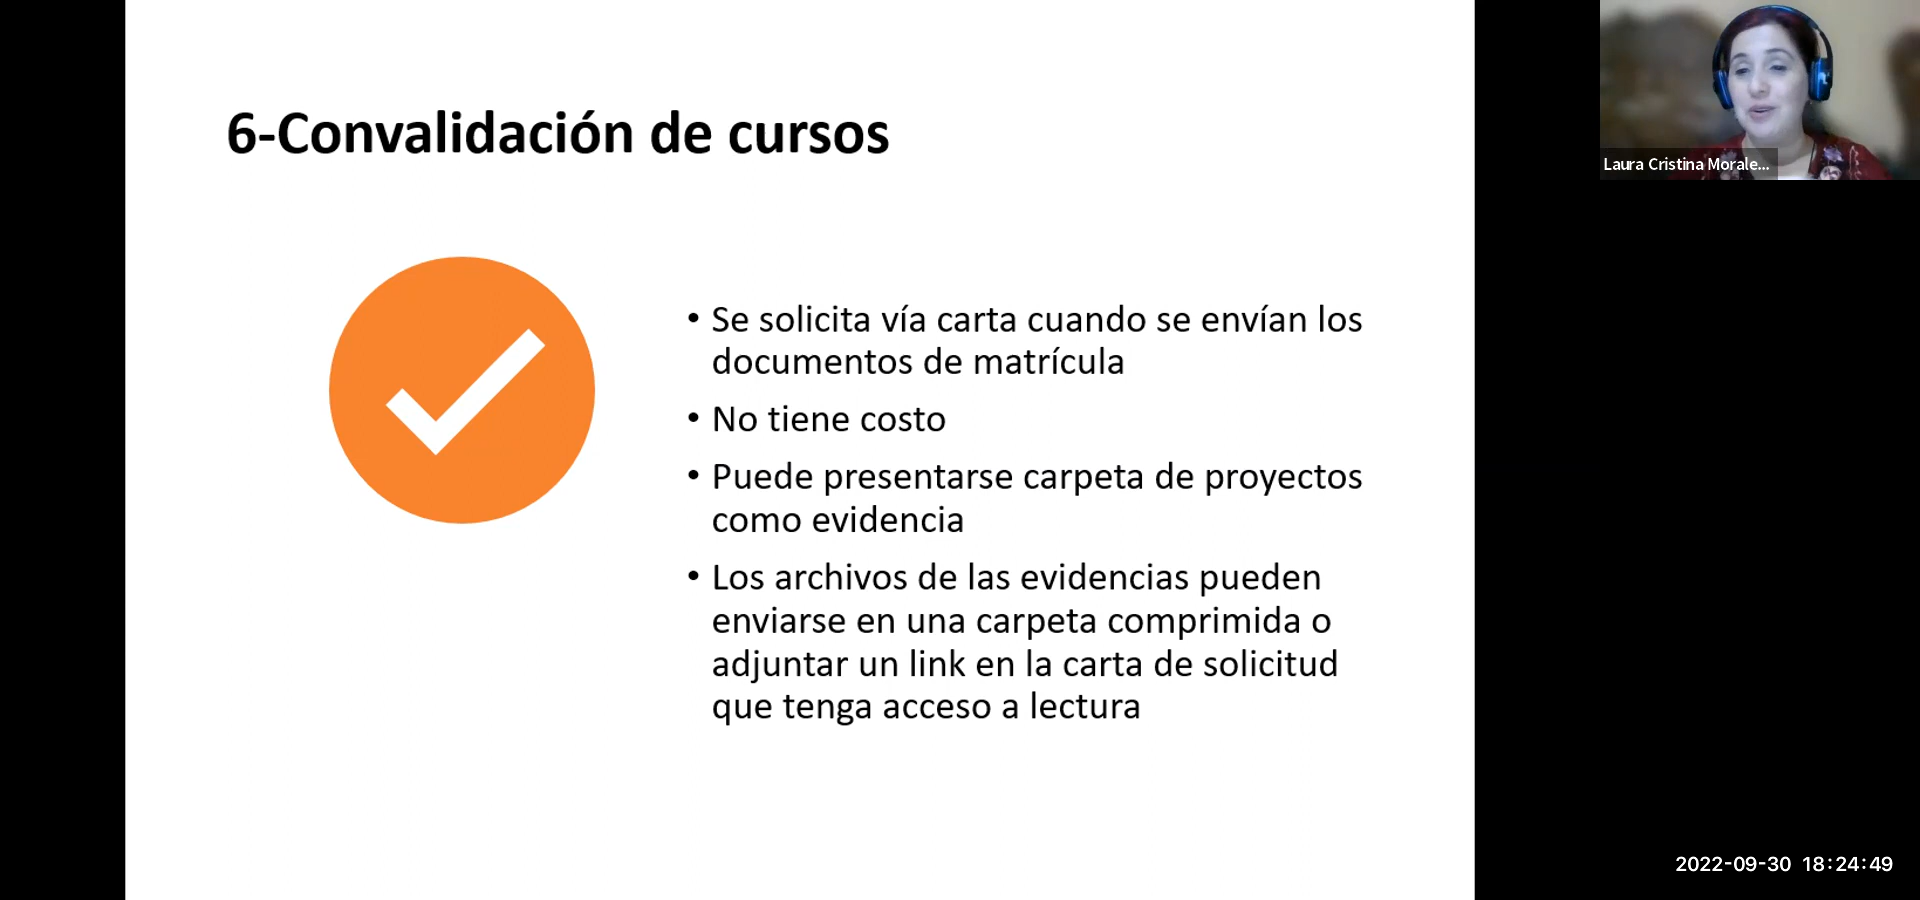 6-Convalidación de cursos
• Se solicita vía carta cuando se envían los
documentos de matrícula
• No tiene costo
• Puede presentarse carpeta de proyectos
como evidencia
• Los archivos de las evidencias pueden
enviarse en una carpeta comprimida o
adjuntar un link en la carta de solicitud
que tenga acceso a lectura
Laura Cristina Morale...
2022-09-30 18:24:49